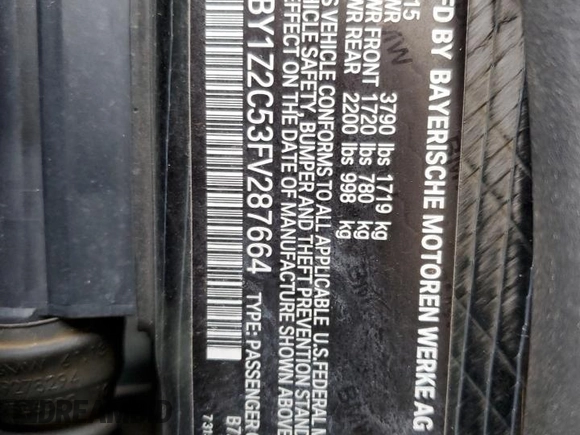 FD BY BAYERISCHE MOTOREN WERKE AG
15
WR 3790 lbs 1719 kg
WR FRONT 1720 lbs 780 kg
WR REAR 2200 lbs 998 kg
S VEHICLE CONFORMS TO ALL APPLICABLE U.S. FEDERAL M
HICLE SAFETY, BUMPER AND THEFT PREVENTION STAND
EFFECT ON THE DATE OF MANUFACTURE SHOWN ABOVE
BY1Z2C53FV287664 TYPE: PASSENGER C